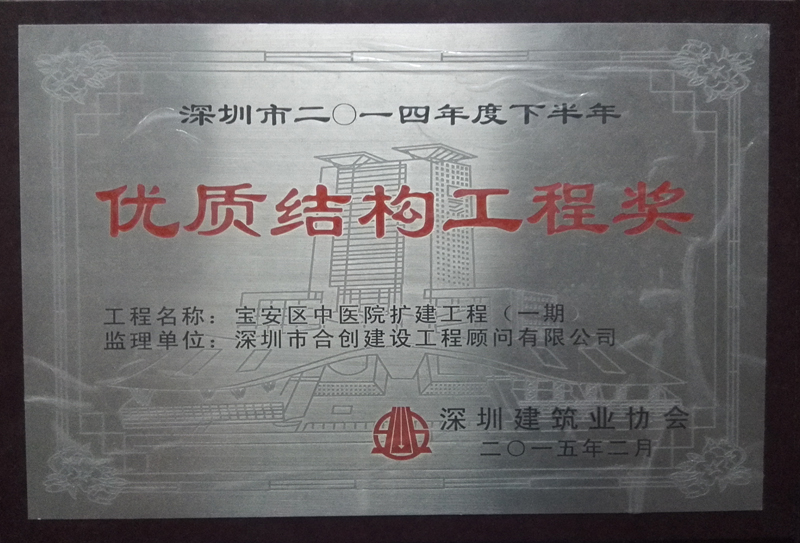 深圳市二〇一四年度下半年
优质结构工程奖
工程名称：宝安区中医院扩建工程（一期）
监理单位：深圳市合创建设工程顾问有限公司
深圳建筑业协会
二〇一五年二月